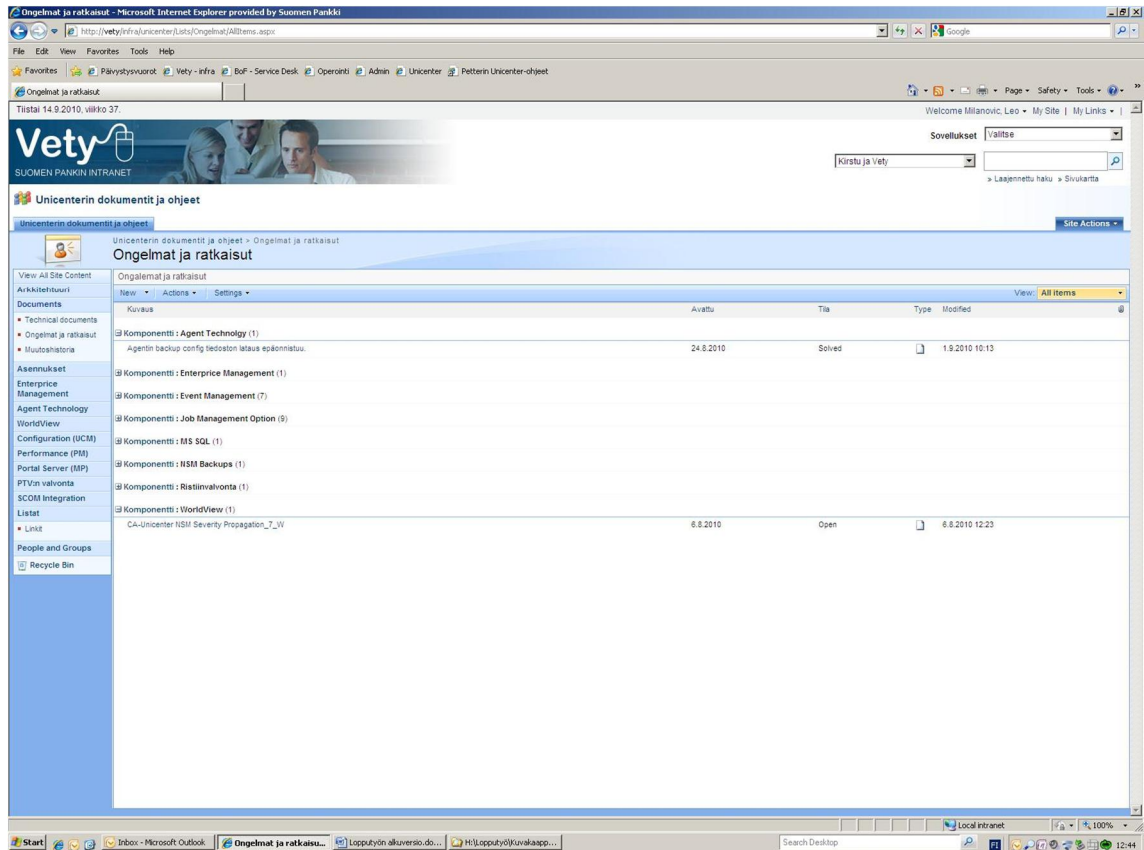 Ongelmat ja ratkaisut - Microsoft Internet Explorer provided by Suomen Pankki
http://vety/infra/unicenter/Lists/Ongelmat/AllItems.aspx
Google
File Edit View Favorites Tools Help
Favorites Päivystysvuorot Vety - infra BoF - Service Desk Operointi Admin Unicenter Petterin Unicenter-ohjeet
Ongelmat ja ratkaisut
Page Safety Tools
Tiistai 14.9.2010, viikko 37.
Welcome Milanovic, Leo My Site | My Links |
Vety
SUOMEN PANKIN INTRANET
Sovellukset Valitse
Kirstu ja Vety
» Laajennettu haku » Sivukartta
Unicenterin dokumentit ja ohjeet
Unicenterin dokumentit ja ohjeet
Site Actions
Unicenterin dokumentit ja ohjeet > Ongelmat ja ratkaisut
Ongelmat ja ratkaisut
View All Site Content
Arkkitehtuuri
Documents
Technical documents
Ongelmat ja ratkaisut
Muutoshistoria
Asennukset
Enterprice Management
Agent Technology
WorldView
Configuration (UCM)
Performance (PM)
Portal Server (MP)
PTV:n valvonta
SCOM Integration
Listat
Linkit
People and Groups
Recycle Bin
Ongalemat ja ratkaisut
New Actions Settings
View: All items
Kuvaus Avattu Tila Type Modified
Komponentti : Agent Technolgy (1)
Agentin backup config tiedoston lataus epäonnistuu. 24.8.2010 Solved 1.9.2010 10:13
Komponentti : Enterprice Management (1)
Komponentti : Event Management (7)
Komponentti : Job Management Option (9)
Komponentti : MS SQL (1)
Komponentti : NSM Backups (1)
Komponentti : Ristiinvalvonta (1)
Komponentti : WorldView (1)
CA-Unicenter NSM Severity Propagation_7_W 6.8.2010 Open 6.8.2010 12:23
Local intranet 100%
Start Inbox - Microsoft Outlook Ongelmat ja ratkaisu... Lopputyön alkuversio.do... H:\Lopputyö\Kuvakaapp... Search Desktop FI 12:44